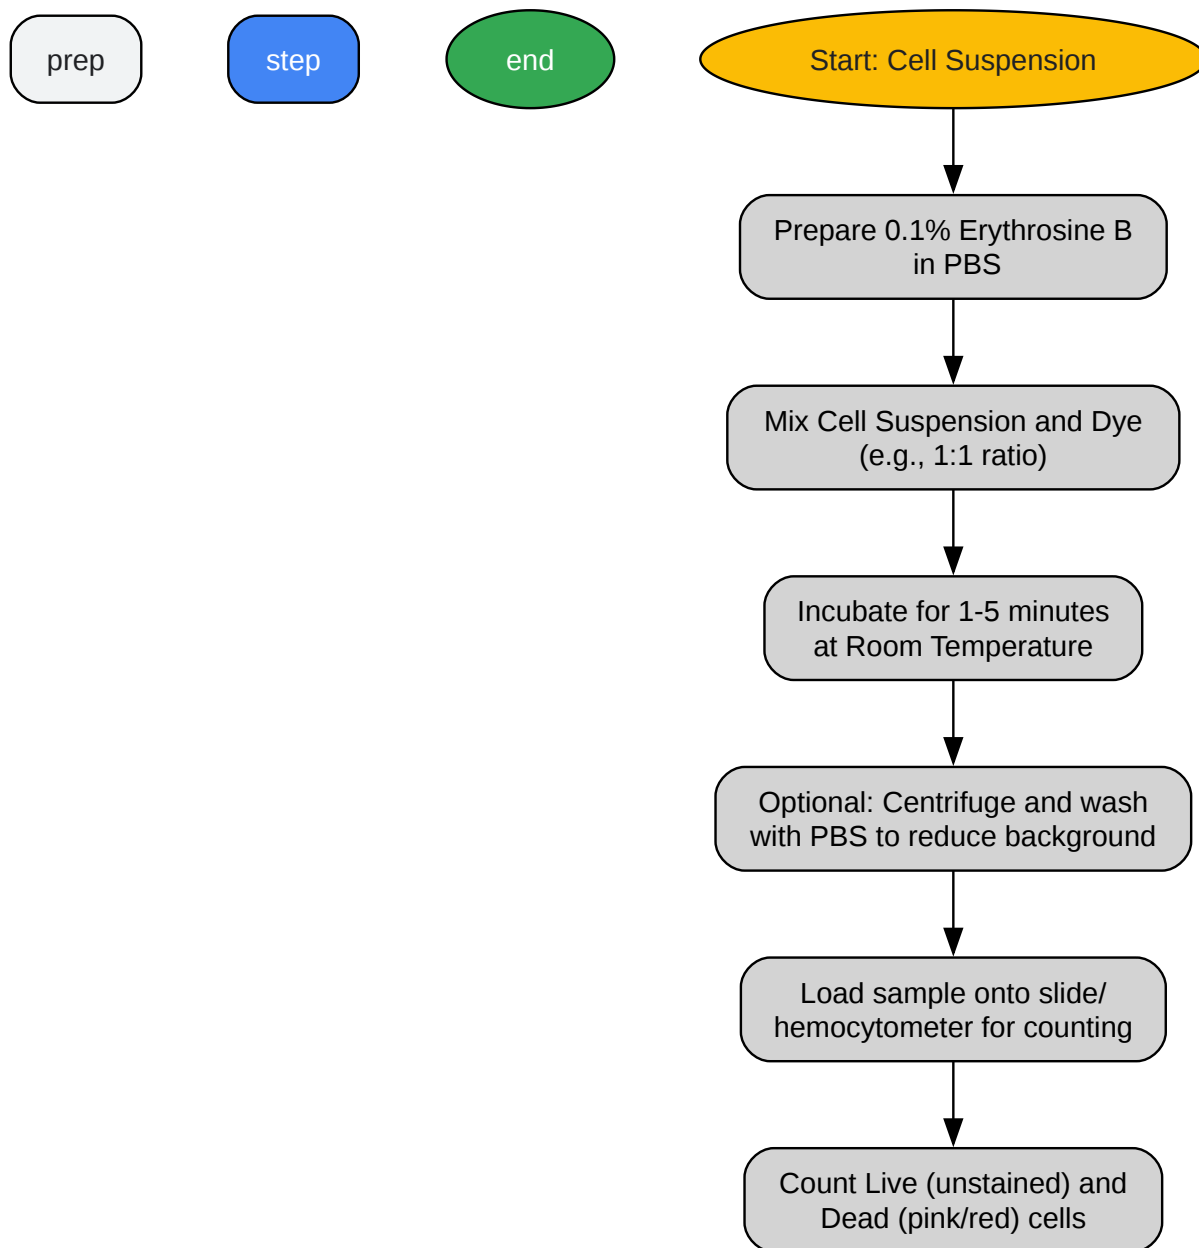 prep
step
end
Start: Cell Suspension
Prepare 0.1% Erythrosine B
in PBS
Mix Cell Suspension and Dye
(e.g., 1:1 ratio)
Incubate for 1-5 minutes
at Room Temperature
Optional: Centrifuge and wash
with PBS to reduce background
Load sample onto slide/
hemocytometer for counting
Count Live (unstained) and
Dead (pink/red) cells